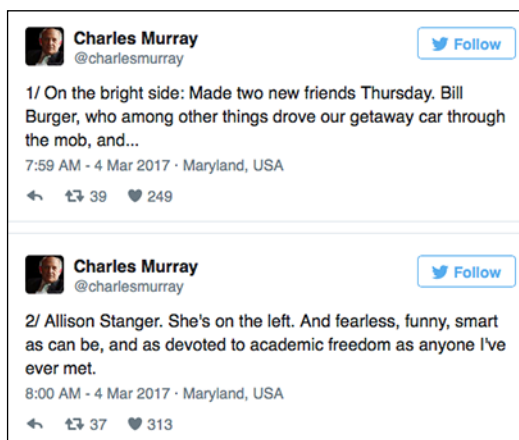 Charles Murray
Follow
@charlesmurray
1/ On the bright side: Made two new friends Thursday. Bill
Burger, who among other things drove our getaway car through
the mob, and...
7:59 AM - 4 Mar 2017 · Maryland, USA
39 249
Charles Murray
Follow
@charlesmurray
2/ Allison Stanger. She's on the left. And fearless, funny, smart
as can be, and as devoted to academic freedom as anyone I've
ever met.
8:00 AM - 4 Mar 2017 · Maryland, USA
37 313